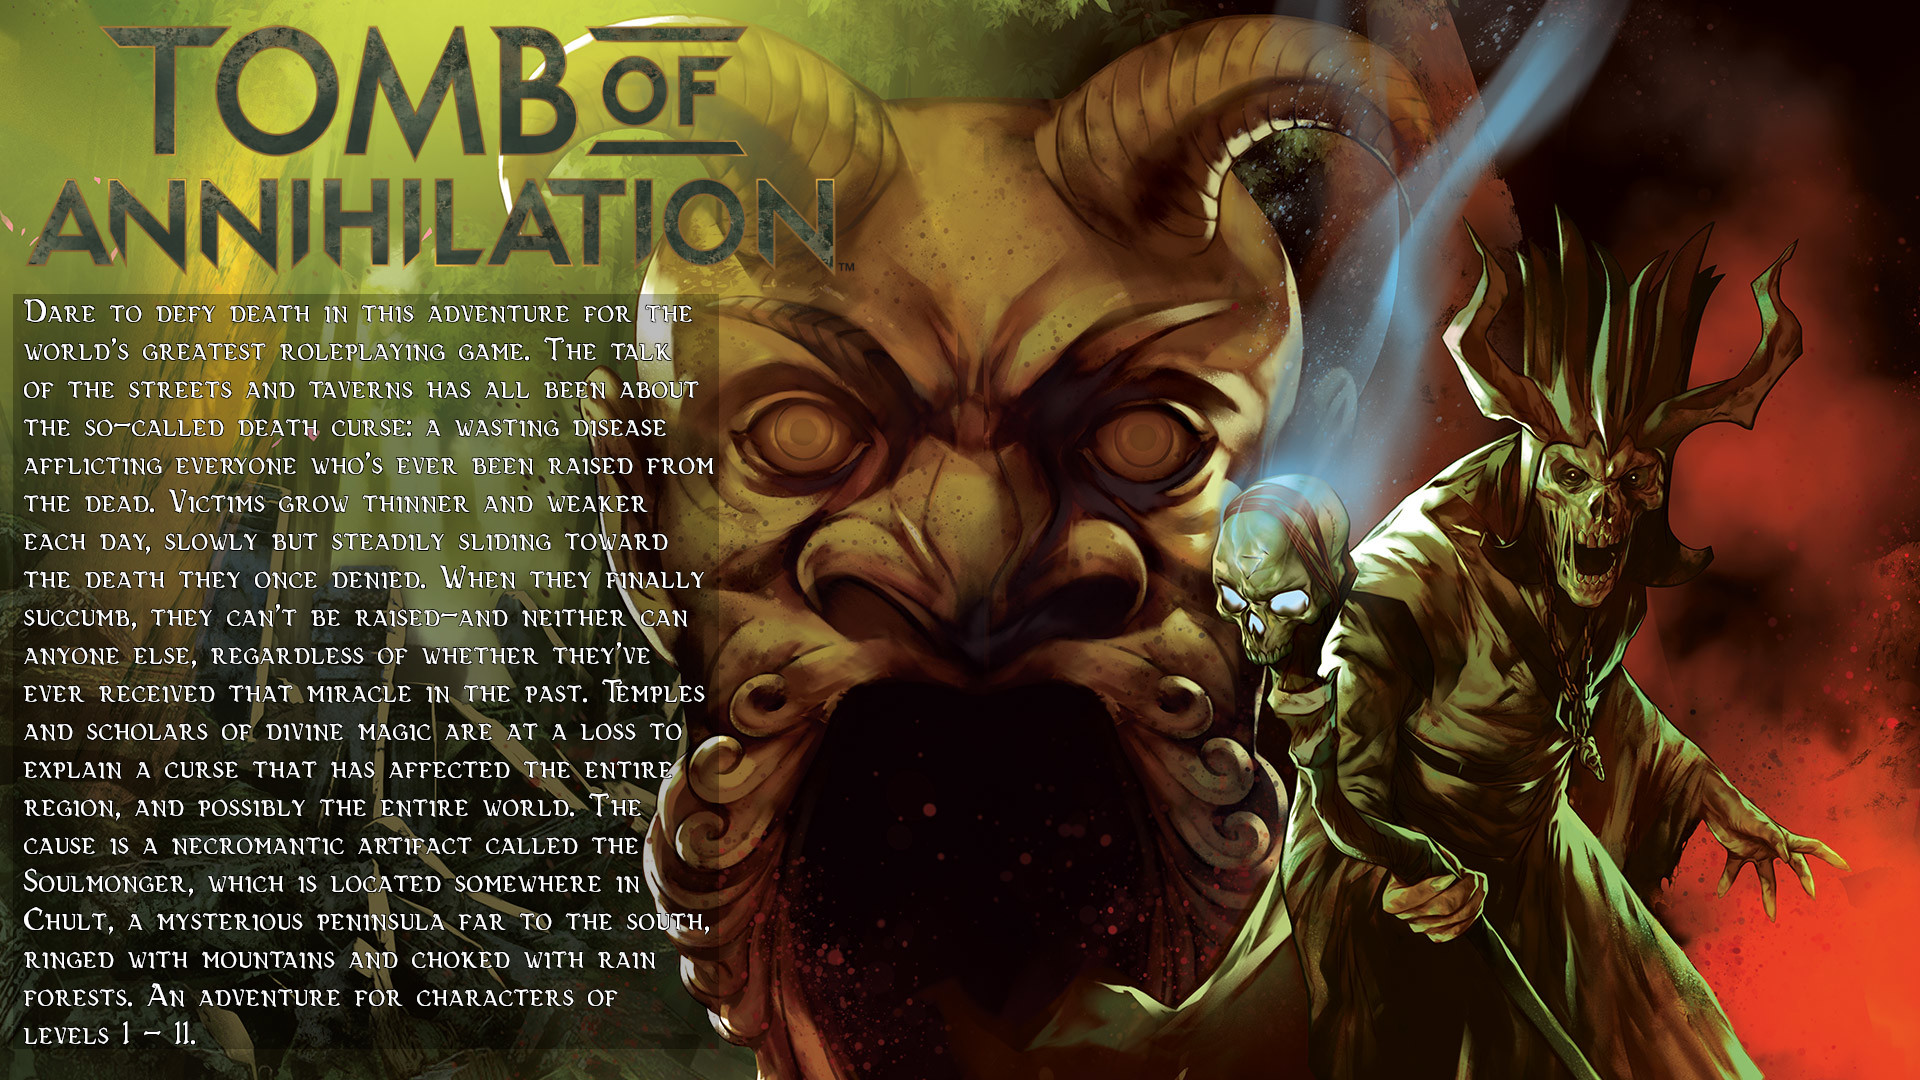 TOMB OF
ANNIHILATION™
Dare to defy death in this adventure for the
world's greatest roleplaying game. The talk
of the streets and taverns has all been about
the so-called death curse: a wasting disease
afflicting everyone who's ever been raised from
the dead. Victims grow thinner and weaker
each day, slowly but steadily sliding toward
the death they once denied. When they finally
succumb, they can't be raised-and neither can
anyone else, regardless of whether they've
ever received that miracle in the past. Temples
and scholars of divine magic are at a loss to
explain a curse that has affected the entire
region, and possibly the entire world. The
cause is a necromantic artifact called the
Soulmonger, which is located somewhere in
Chult, a mysterious peninsula far to the south,
ringed with mountains and choked with rain
forests. An adventure for characters of
levels 1 - 11.